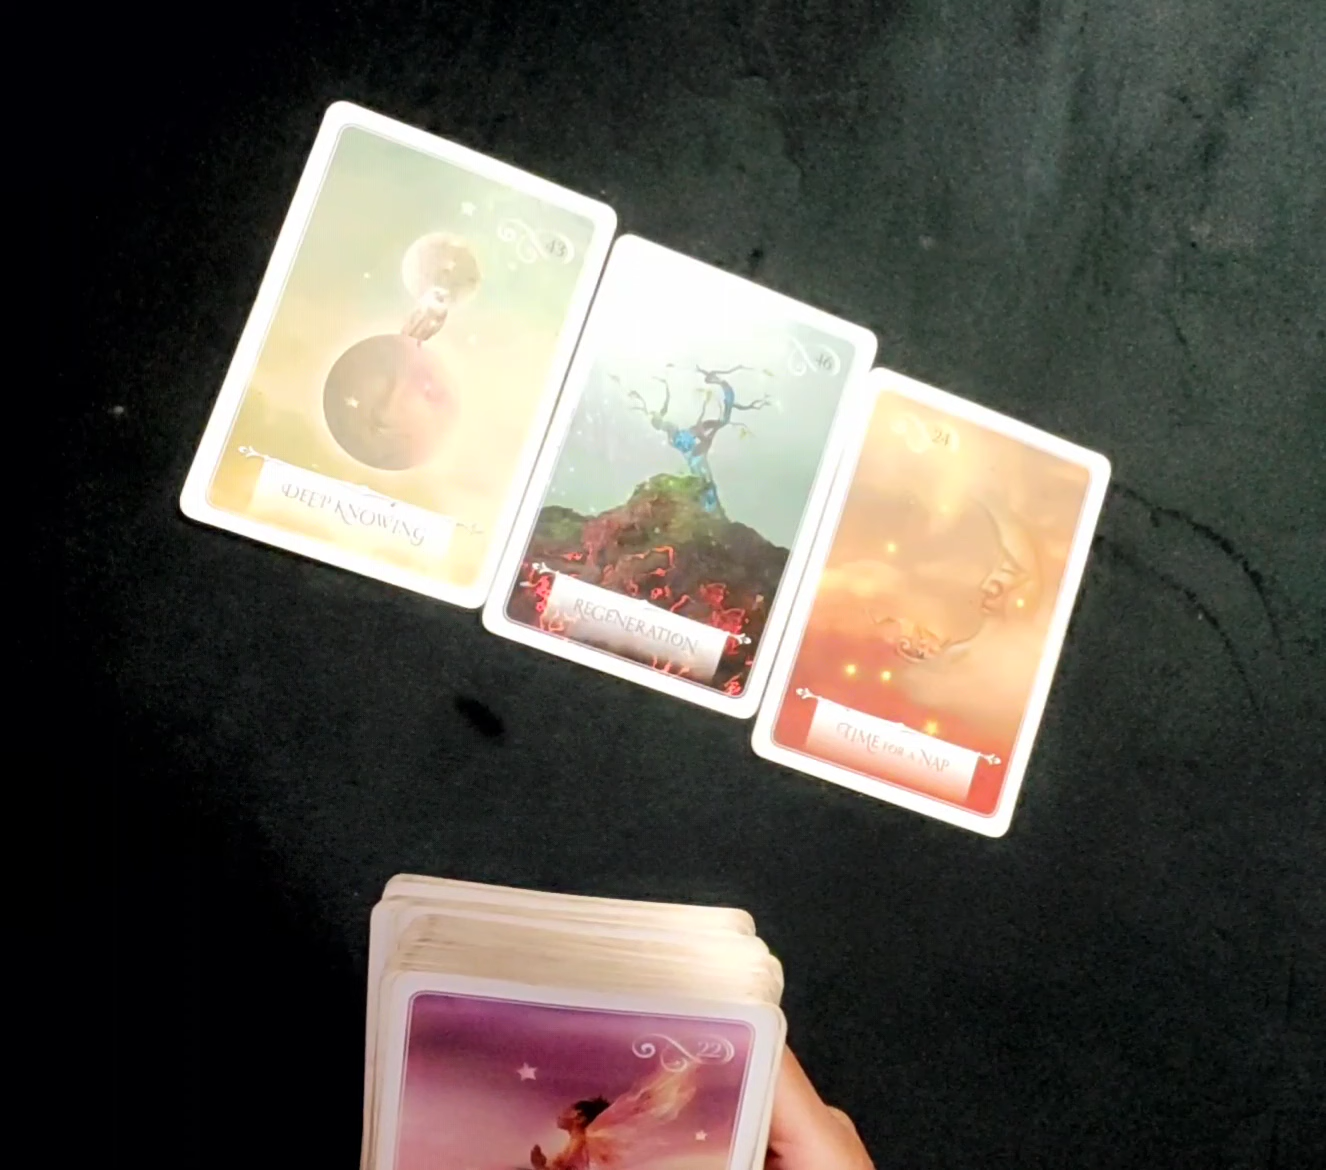 43
DEEP KNOWING
46
REGENERATION
24
TIME FOR A NAP
22